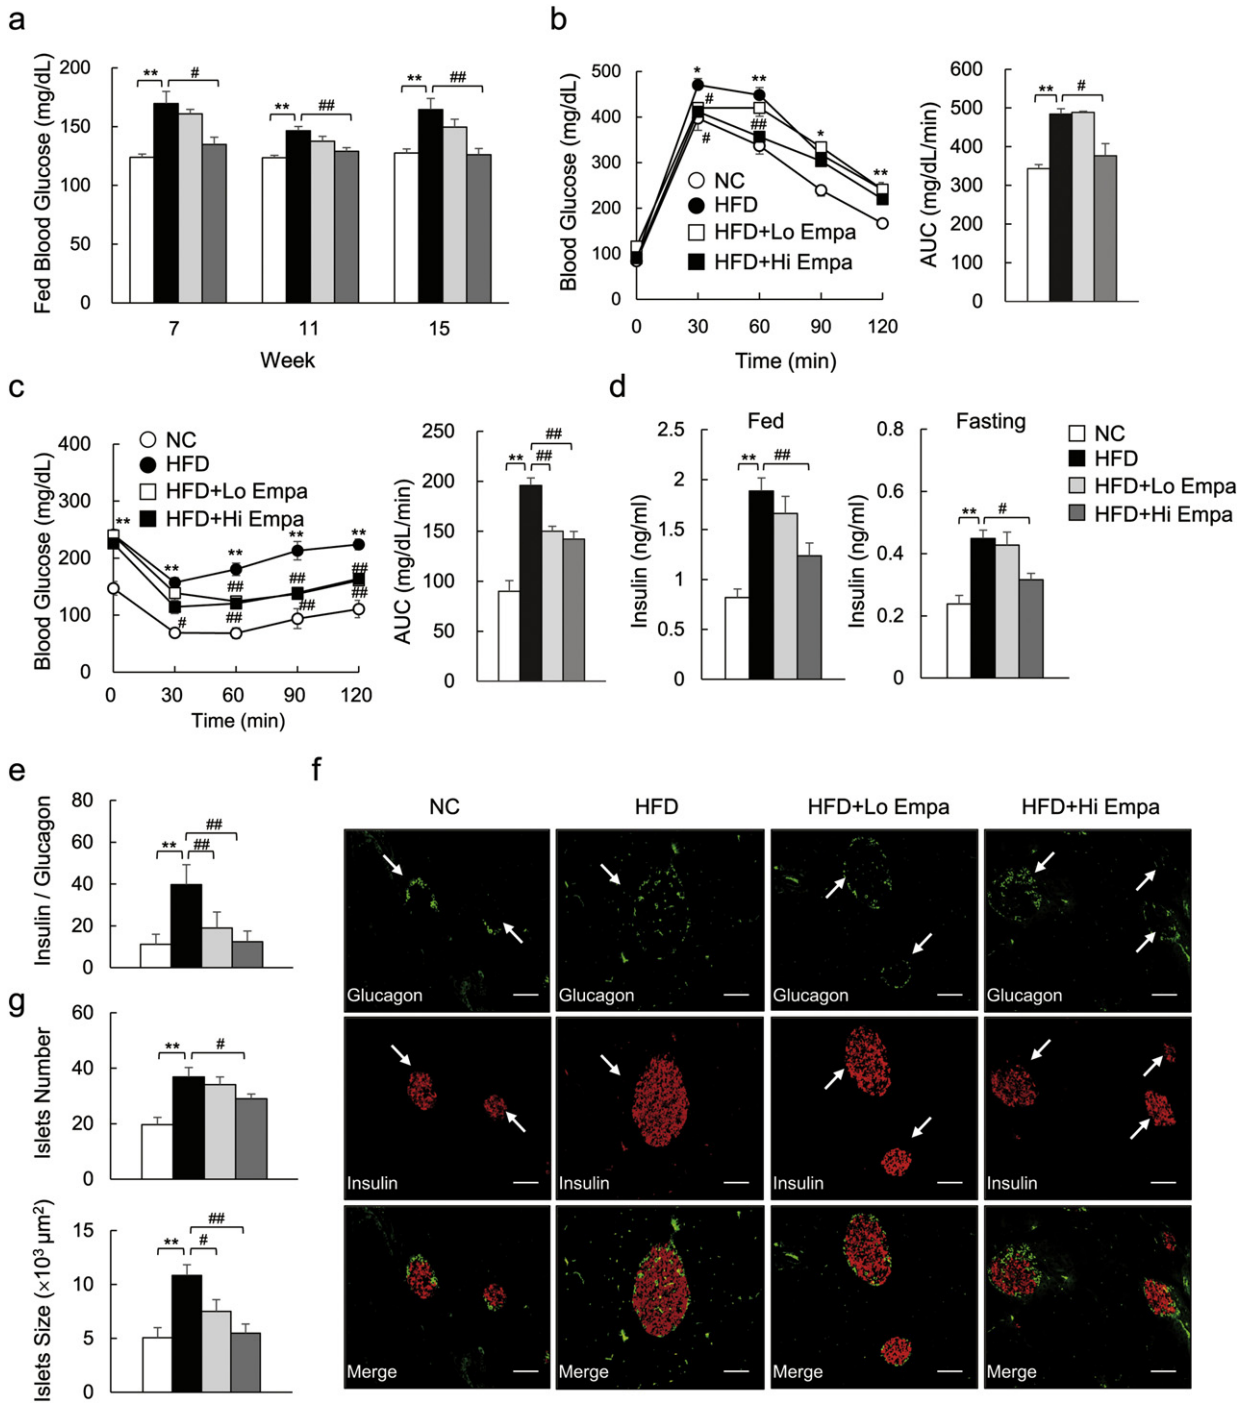 a
Fed Blood Glucose (mg/dL)
200
150
100
50
0
** #
** ##
** ##
7 11 15
Week
b
Blood Glucose (mg/dL)
500
400
300
200
100
0
* ** * **
# ##
#
NC
HFD
HFD+Lo Empa
HFD+Hi Empa
0 30 60 90 120
Time (min)
AUC (mg/dL/min)
600
500
400
300
200
100
0
** #
c
Blood Glucose (mg/dL)
400
300
200
100
0
NC
HFD
HFD+Lo Empa
HFD+Hi Empa
** ** ** ** **
## ## ##
# ## ## ##
0 30 60 90 120
Time (min)
AUC (mg/dL/min)
250
200
150
100
50
0
##
** ##
d
Fed
Insulin (ng/ml)
2.5
2
1.5
1
0.5
0
** ##
Fasting
Insulin (ng/ml)
0.8
0.6
0.4
0.2
0
** #
NC
HFD
HFD+Lo Empa
HFD+Hi Empa
e
Insulin / Glucagon
80
60
40
20
0
##
** ##
f
NC HFD HFD+Lo Empa HFD+Hi Empa
Glucagon Glucagon Glucagon Glucagon
Insulin Insulin Insulin Insulin
Merge Merge Merge Merge
g
Islets Number
60
40
20
0
** #
Islets Size (×10³ µm²)
15
10
5
0
##
** #